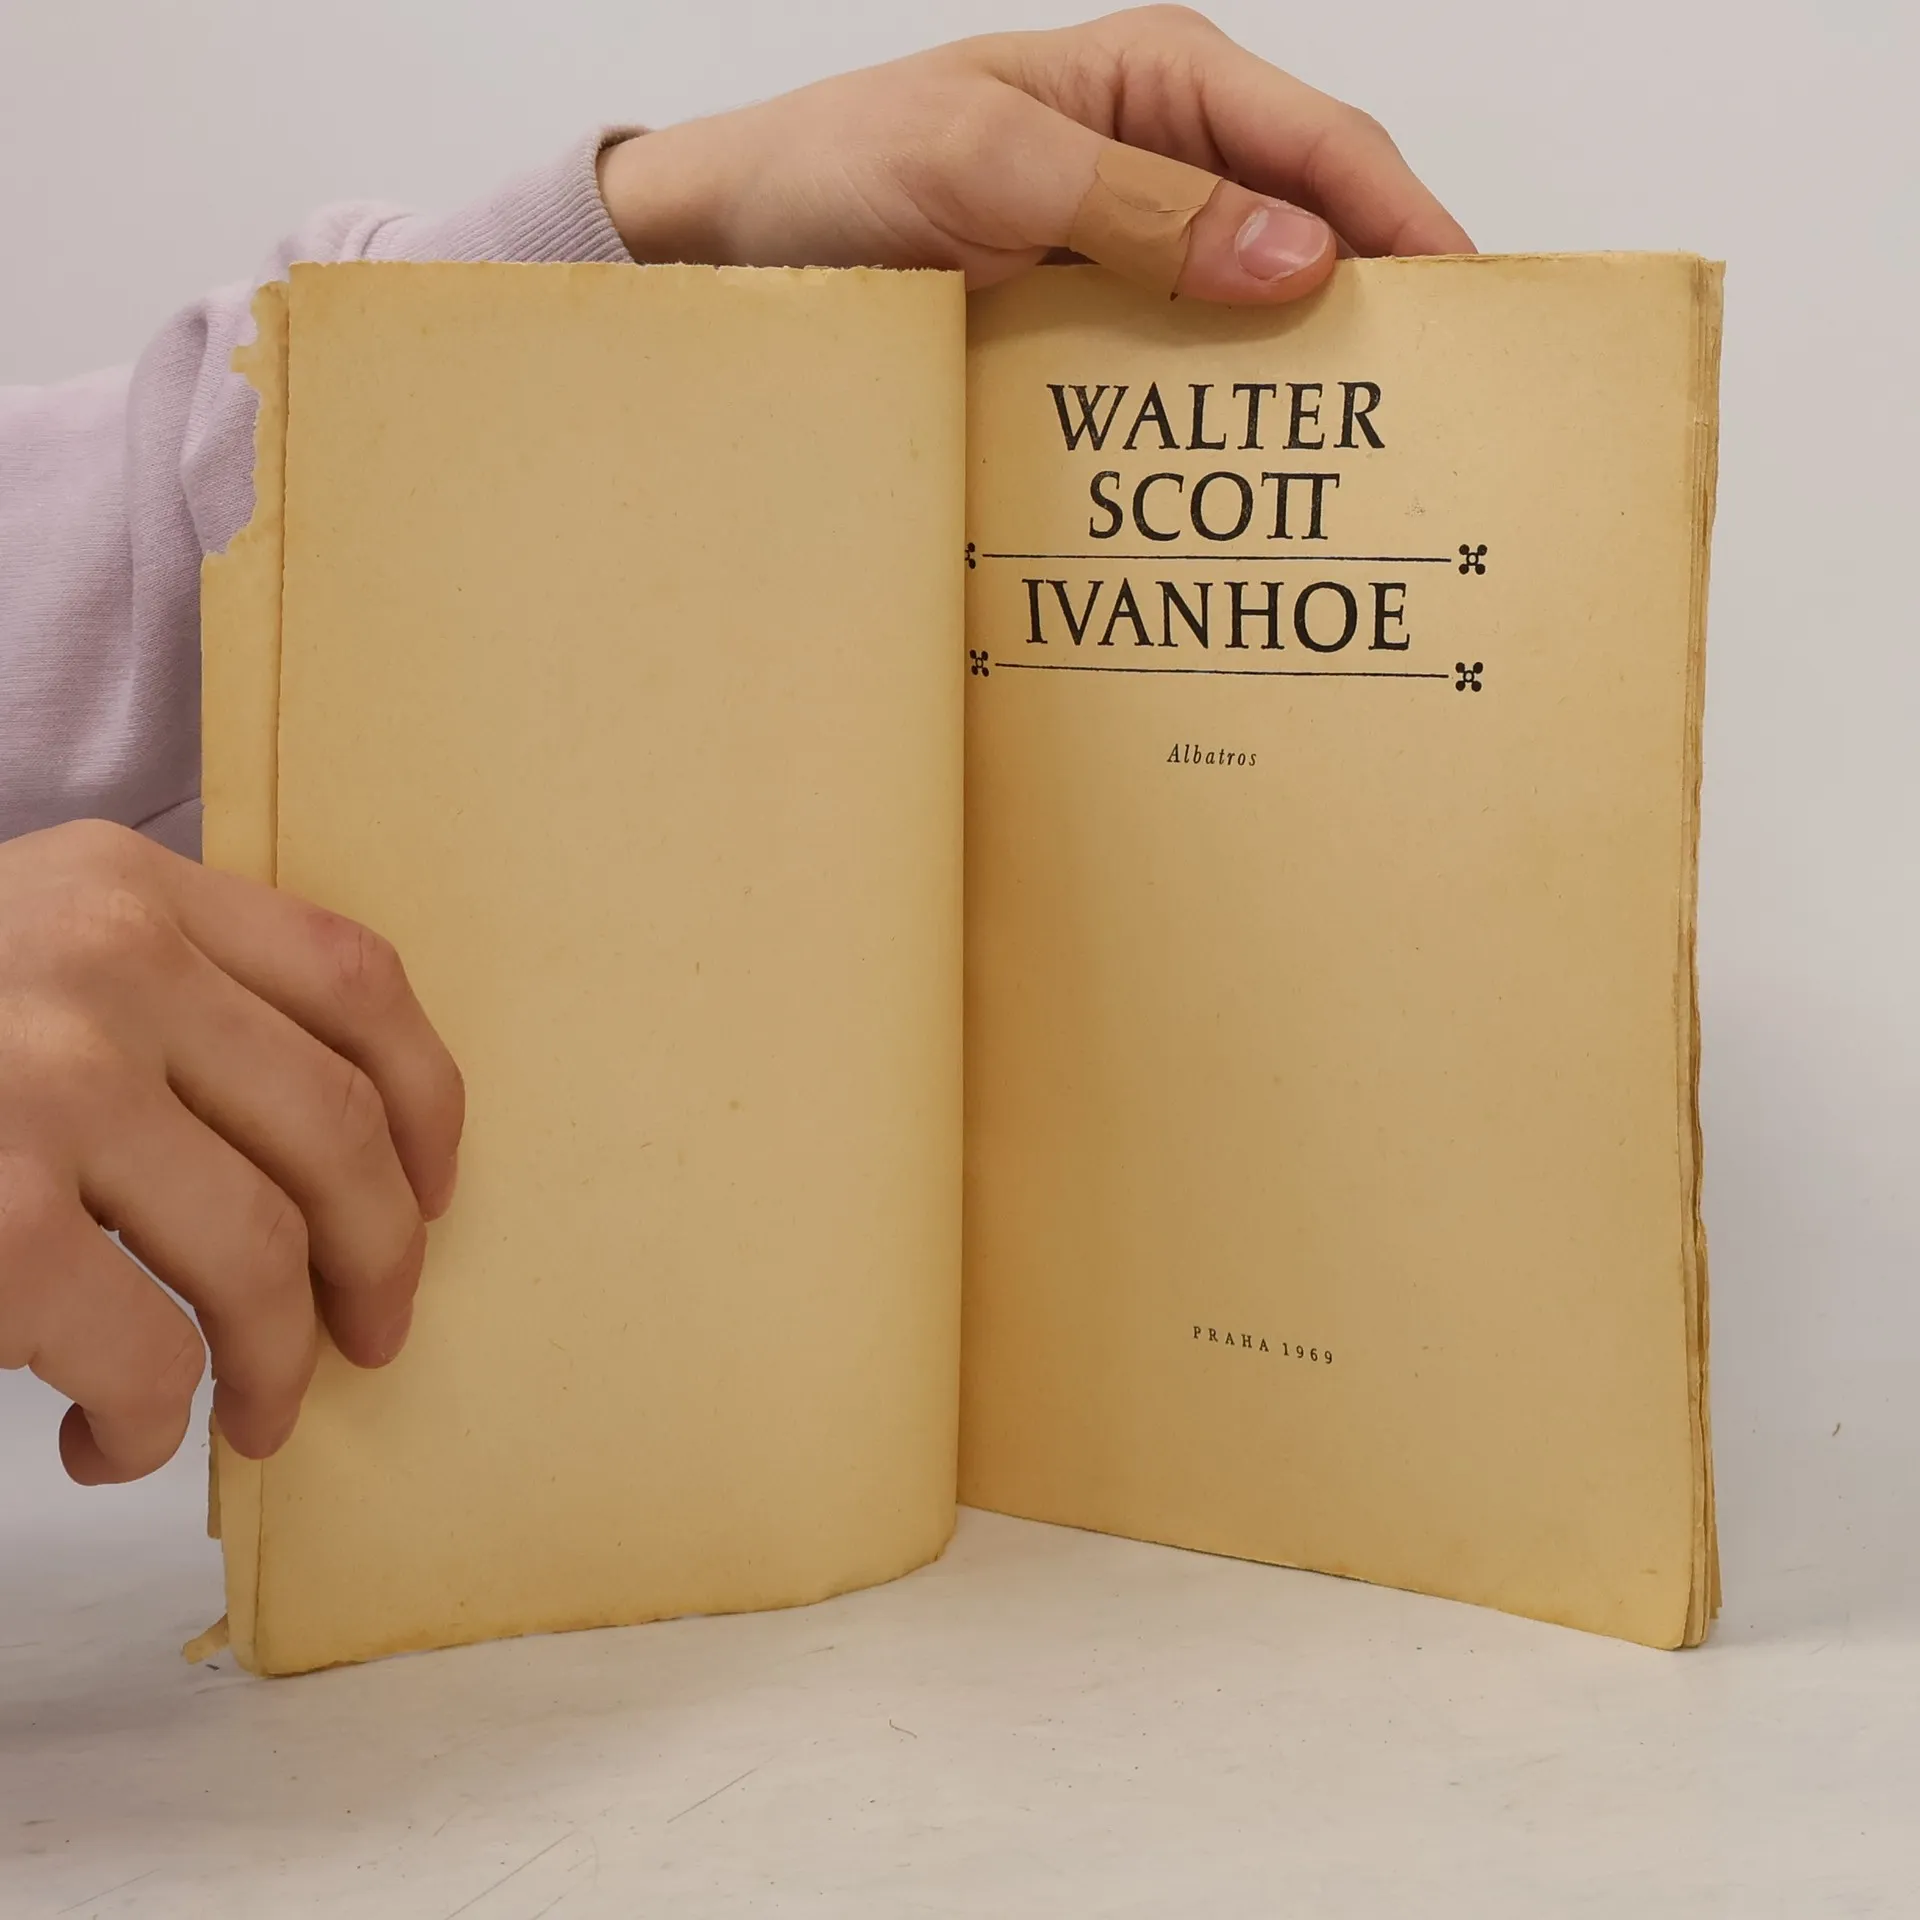 WALTER
SCOTT
IVANHOE
Albatros
PRAHA 1969